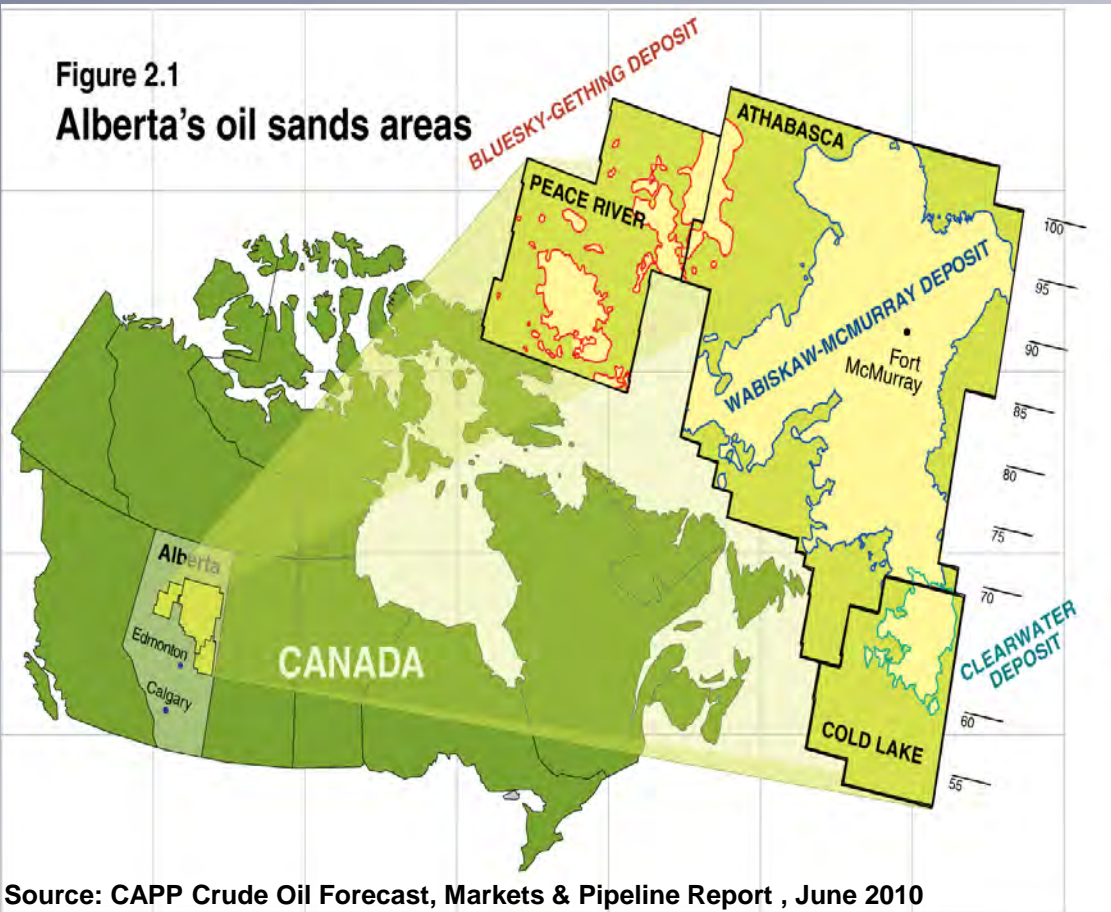 Figure 2.1
Alberta's oil sands areas
BLUESKY-GETHING DEPOSIT
ATHABASCA
PEACE RIVER
WABISKAW-MCMURRAY DEPOSIT
Fort
McMurray
100
95
90
85
80
75
70
60
55
CLEARWATER
DEPOSIT
COLD LAKE
Alberta
Edmonton
Calgary
CANADA
Source: CAPP Crude Oil Forecast, Markets & Pipeline Report , June 2010